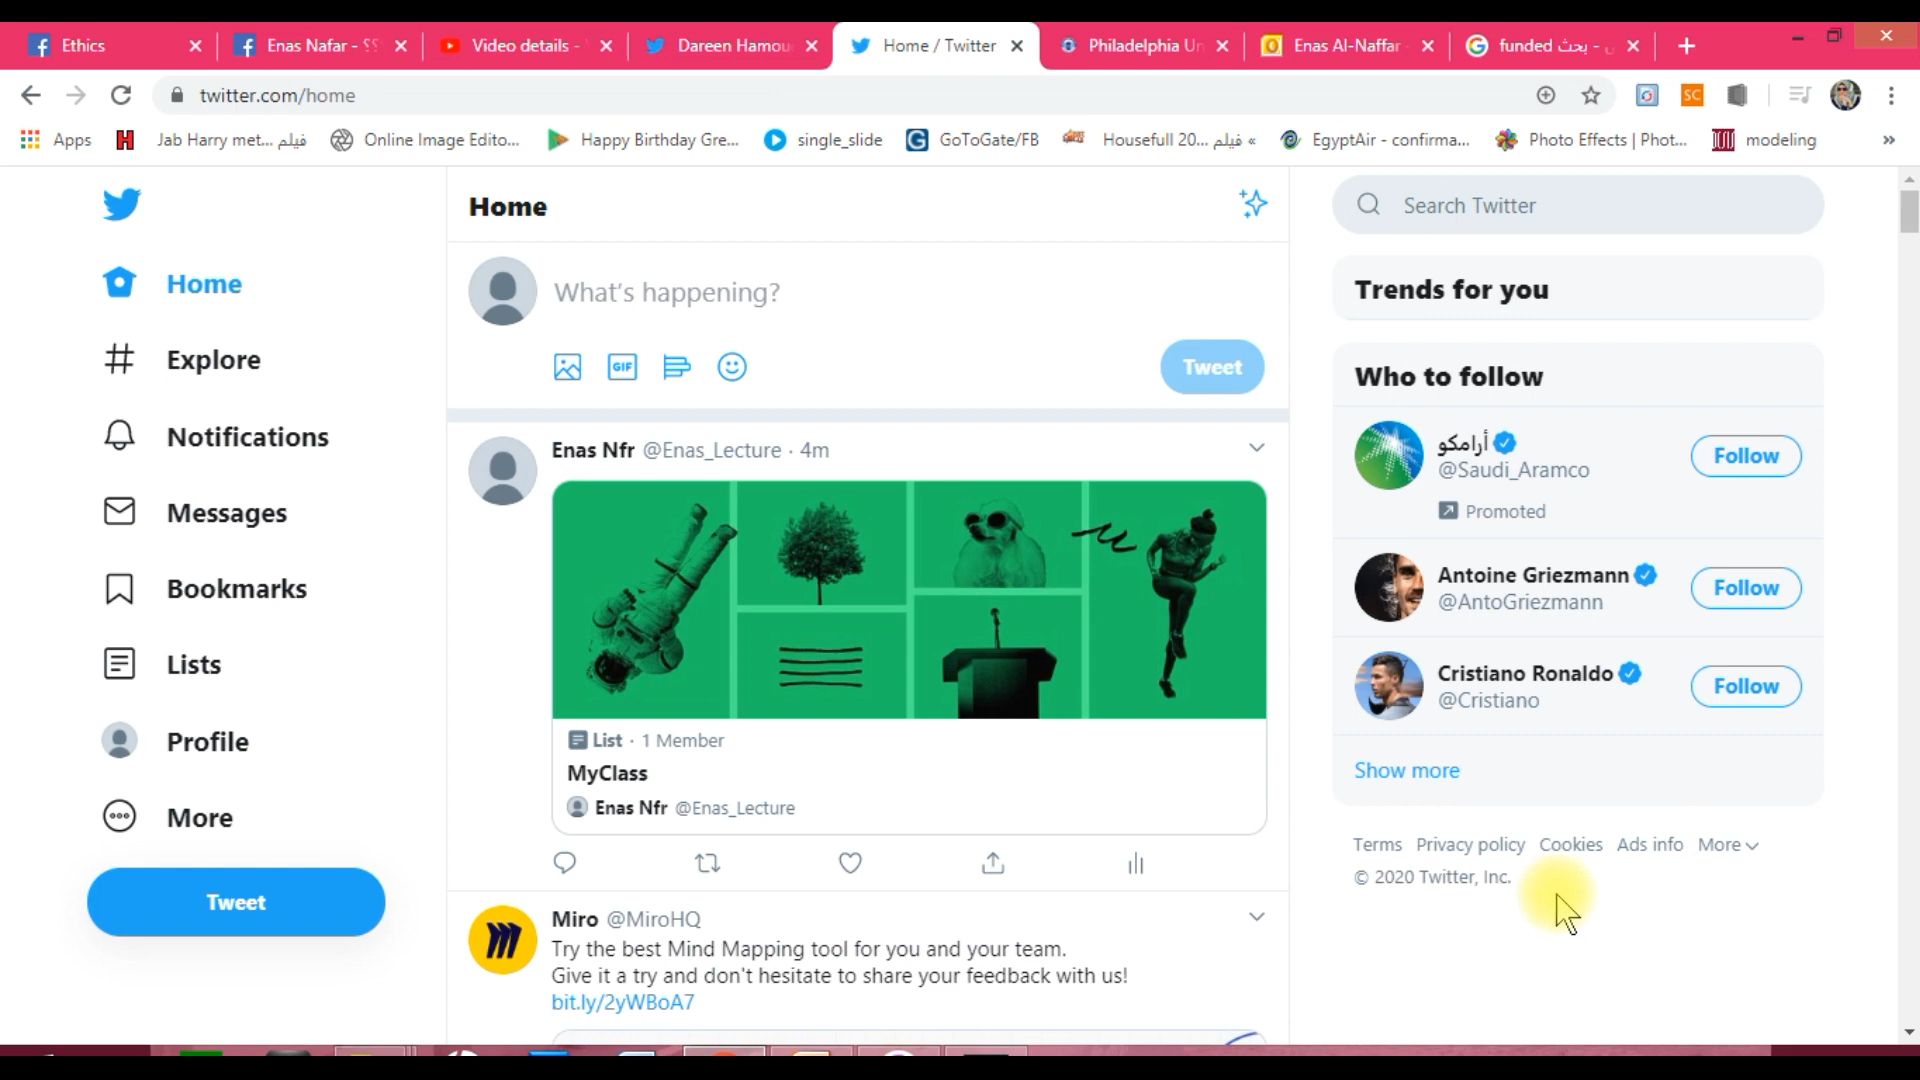 Ethics
Enas Nafar - ؟؟
Video details -
Dareen Hamou
Home / Twitter
Philadelphia Un
Enas Al-Naffar
funded بحث -
twitter.com/home
Apps
Jab Harry met... فيلم
Online Image Edito...
Happy Birthday Gre...
single_slide
GoToGate/FB
Housefull 20... فيلم »
EgyptAir - confirma...
Photo Effects | Phot...
modeling
»
Home
Explore
Notifications
Messages
Bookmarks
Lists
Profile
More
Tweet
Home
What's happening?
GIF
Tweet
Enas Nfr @Enas_Lecture · 4m
List · 1 Member
MyClass
Enas Nfr @Enas_Lecture
Miro @MiroHQ
Try the best Mind Mapping tool for you and your team.
Give it a try and don't hesitate to share your feedback with us!
bit.ly/2yWBoA7
Search Twitter
Trends for you
Who to follow
أرامكو
@Saudi_Aramco
Follow
Promoted
Antoine Griezmann
@AntoGriezmann
Follow
Cristiano Ronaldo
@Cristiano
Follow
Show more
Terms Privacy policy Cookies Ads info More
© 2020 Twitter, Inc.